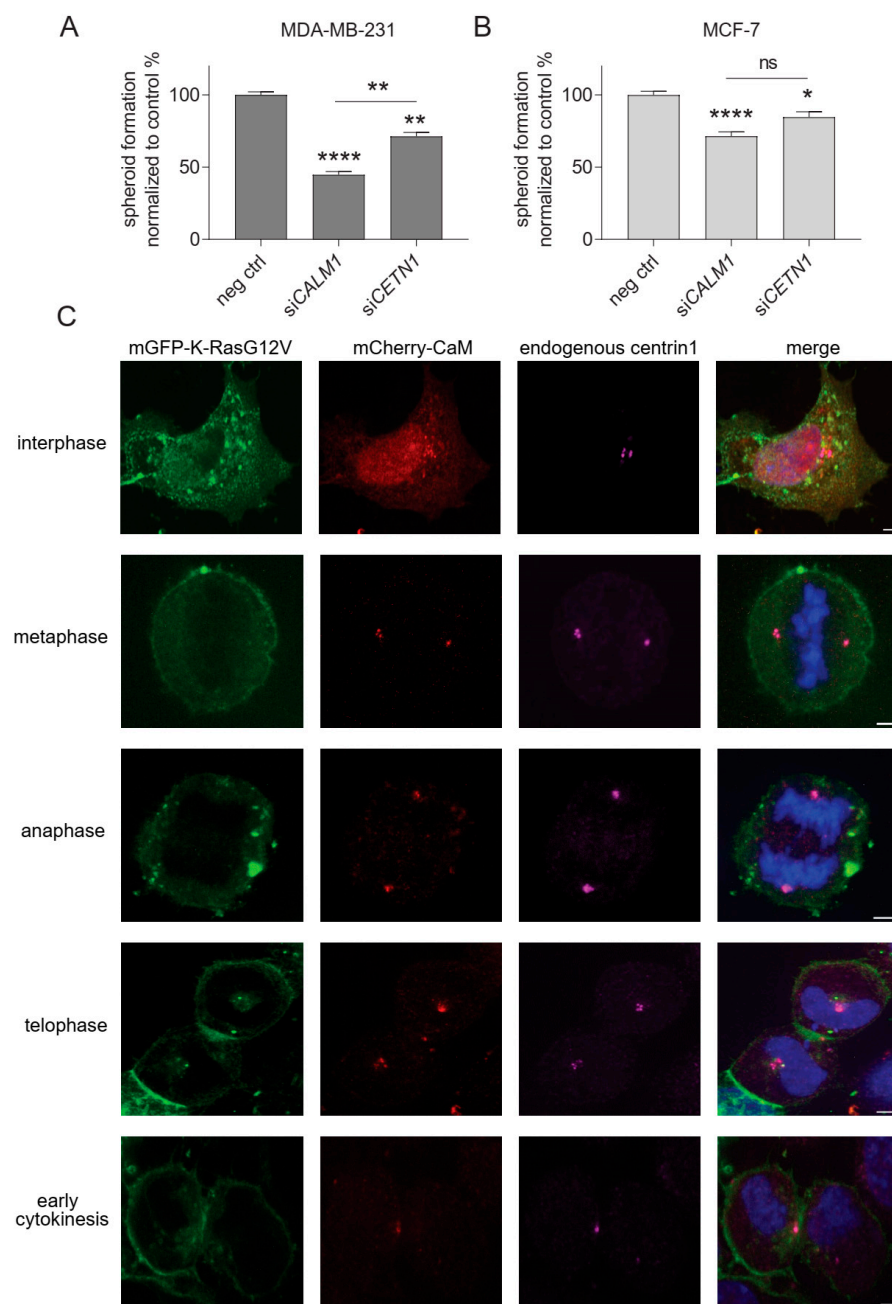 A
MDA-MB-231
spheroid formation
normalized to control %
100
50
0
**
****
**
neg ctrl
siCALM1
siCETN1
B
MCF-7
spheroid formation
normalized to control %
100
50
0
ns
****
*
neg ctrl
siCALM1
siCETN1
C
mGFP-K-RasG12V
mCherry-CaM
endogenous centrin1
merge
interphase
metaphase
anaphase
telophase
early
cytokinesis